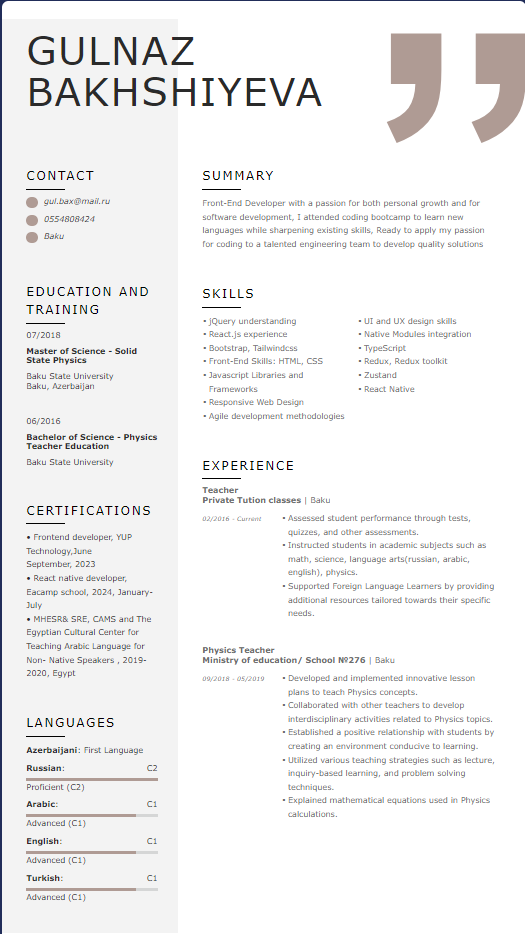 GULNAZ
BAKHSHIYEVA
CONTACT
gul.bax@mail.ru
0554808424
Baku
EDUCATION AND
TRAINING
07/2018
Master of Science - Solid
State Physics
Baku State University
Baku, Azerbaijan
06/2016
Bachelor of Science - Physics
Teacher Education
Baku State University
CERTIFICATIONS
• Frontend developer, YUP
Technology,June
September, 2023
• React native developer,
Eacamp school, 2024, January-
July
• MHESR& SRE, CAMS and The
Egyptian Cultural Center for
Teaching Arabic Language for
Non- Native Speakers , 2019-
2020, Egypt
LANGUAGES
Azerbaijani: First Language
Russian: C2
Proficient (C2)
Arabic: C1
Advanced (C1)
English: C1
Advanced (C1)
Turkish: C1
Advanced (C1)
SUMMARY
Front-End Developer with a passion for both personal growth and for
software development, I attended coding bootcamp to learn new
languages while sharpening existing skills, Ready to apply my passion
for coding to a talented engineering team to develop quality solutions
SKILLS
• jQuery understanding
• React.js experience
• Bootstrap, Tailwindcss
• Front-End Skills: HTML, CSS
• Javascript Libraries and
Frameworks
• Responsive Web Design
• Agile development methodologies
• UI and UX design skills
• Native Modules integration
• TypeScript
• Redux, Redux toolkit
• Zustand
• React Native
EXPERIENCE
Teacher
Private Tution classes | Baku
02/2016 - Current
• Assessed student performance through tests,
quizzes, and other assessments.
• Instructed students in academic subjects such as
math, science, language arts(russian, arabic,
english), physics.
• Supported Foreign Language Learners by providing
additional resources tailored towards their specific
needs.
Physics Teacher
Ministry of education/ School №276 | Baku
09/2018 - 05/2019
• Developed and implemented innovative lesson
plans to teach Physics concepts.
• Collaborated with other teachers to develop
interdisciplinary activities related to Physics topics.
• Established a positive relationship with students by
creating an environment conducive to learning.
• Utilized various teaching strategies such as lecture,
inquiry-based learning, and problem solving
techniques.
• Explained mathematical equations used in Physics
calculations.